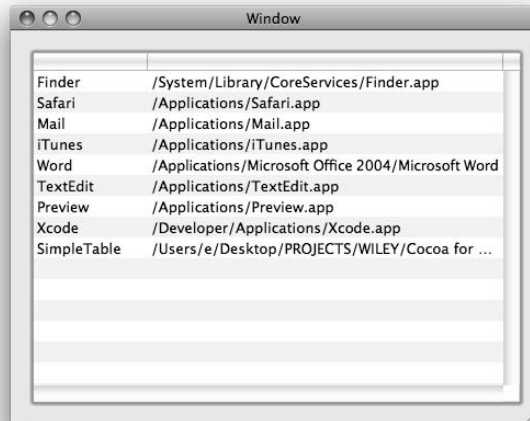 Window
Finder /System/Library/CoreServices/Finder.app
Safari /Applications/Safari.app
Mail /Applications/Mail.app
iTunes /Applications/iTunes.app
Word /Applications/Microsoft Office 2004/Microsoft Word
TextEdit /Applications/TextEdit.app
Preview /Applications/Preview.app
Xcode /Developer/Applications/Xcode.app
SimpleTable /Users/e/Desktop/PROJECTS/WILEY/Cocoa for ...